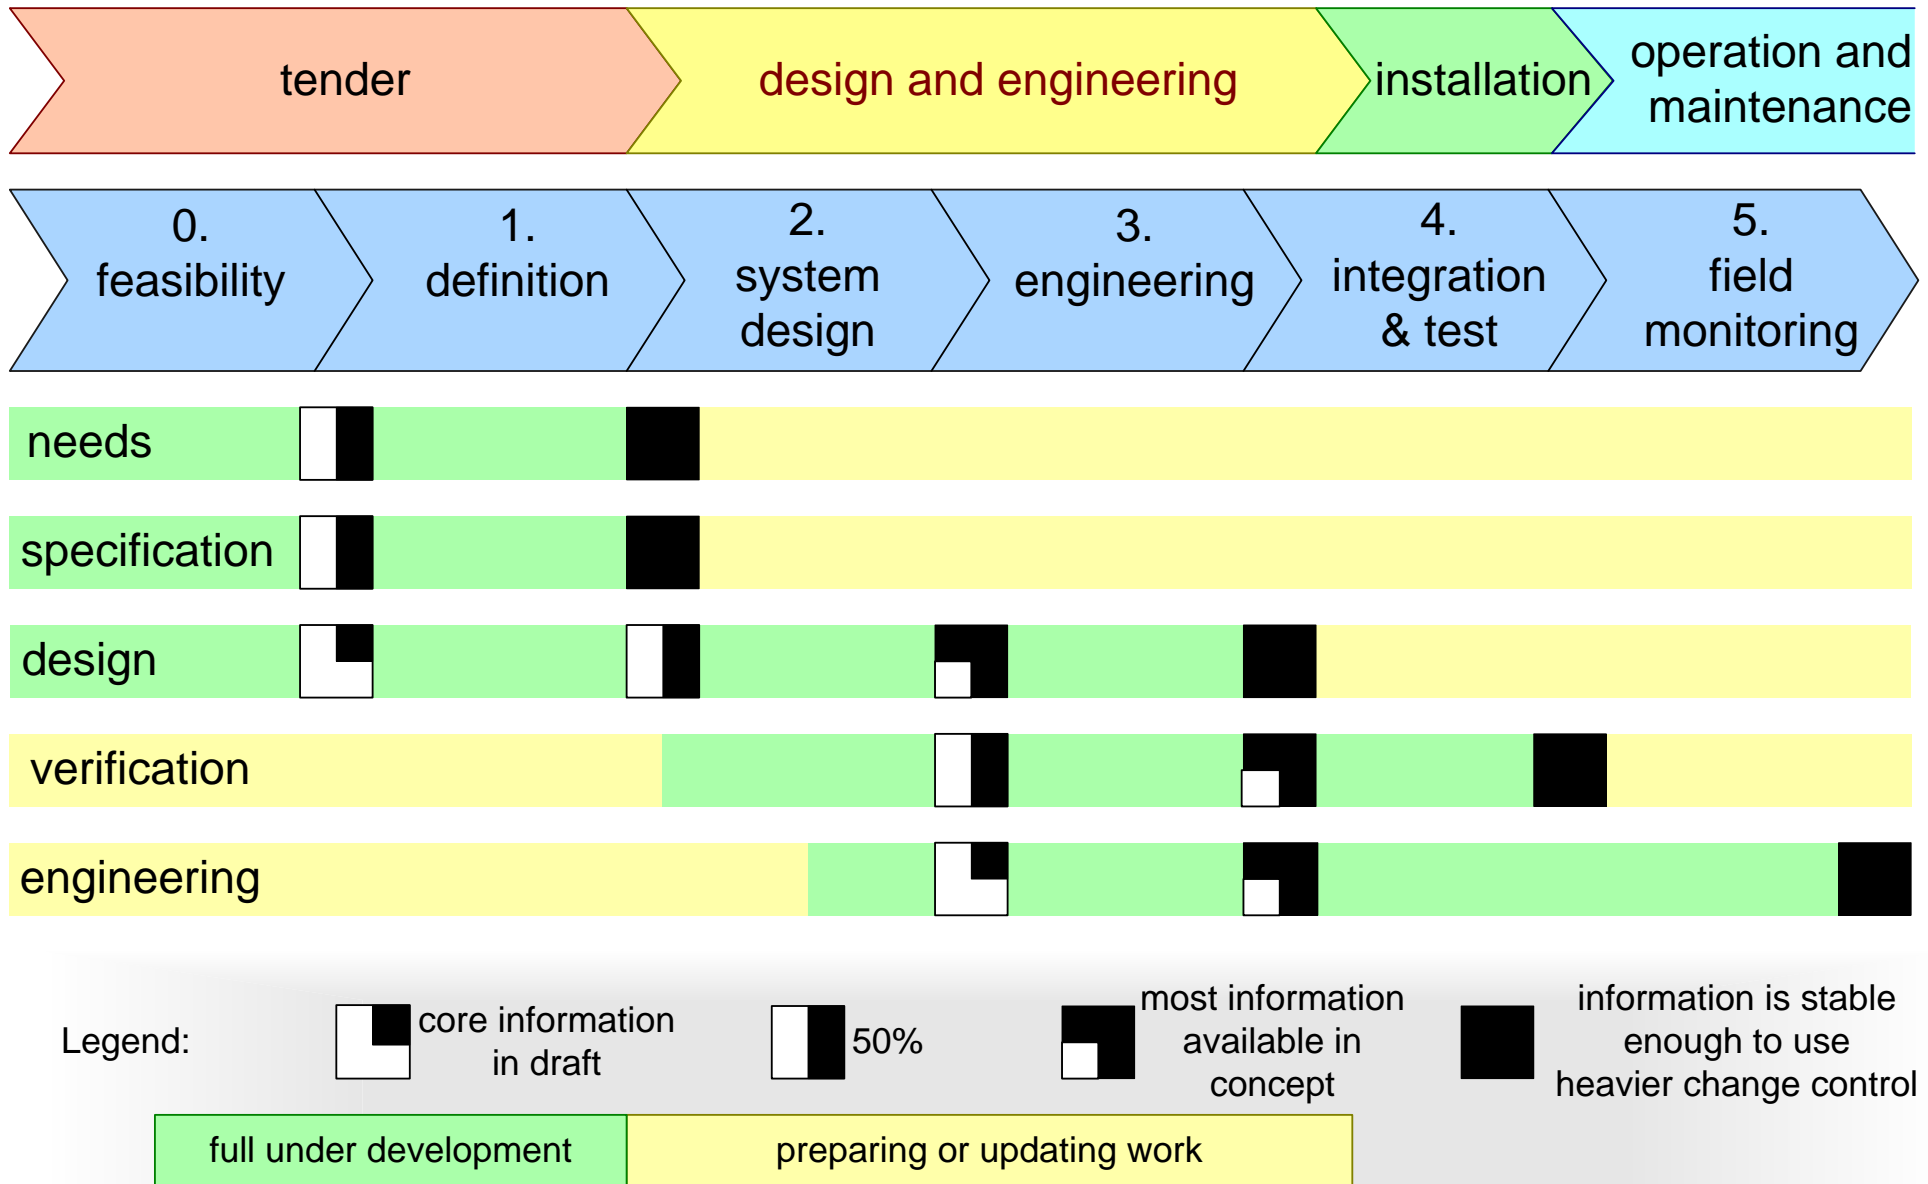 tender
design and engineering
installation
operation and
maintenance
0.
feasibility
1.
definition
2.
system
design
3.
engineering
4.
integration
& test
5.
field
monitoring
needs
specification
design
verification
engineering
Legend:
core information
in draft
50%
most information
available in
concept
information is stable
enough to use
heavier change control
full under development
preparing or updating work